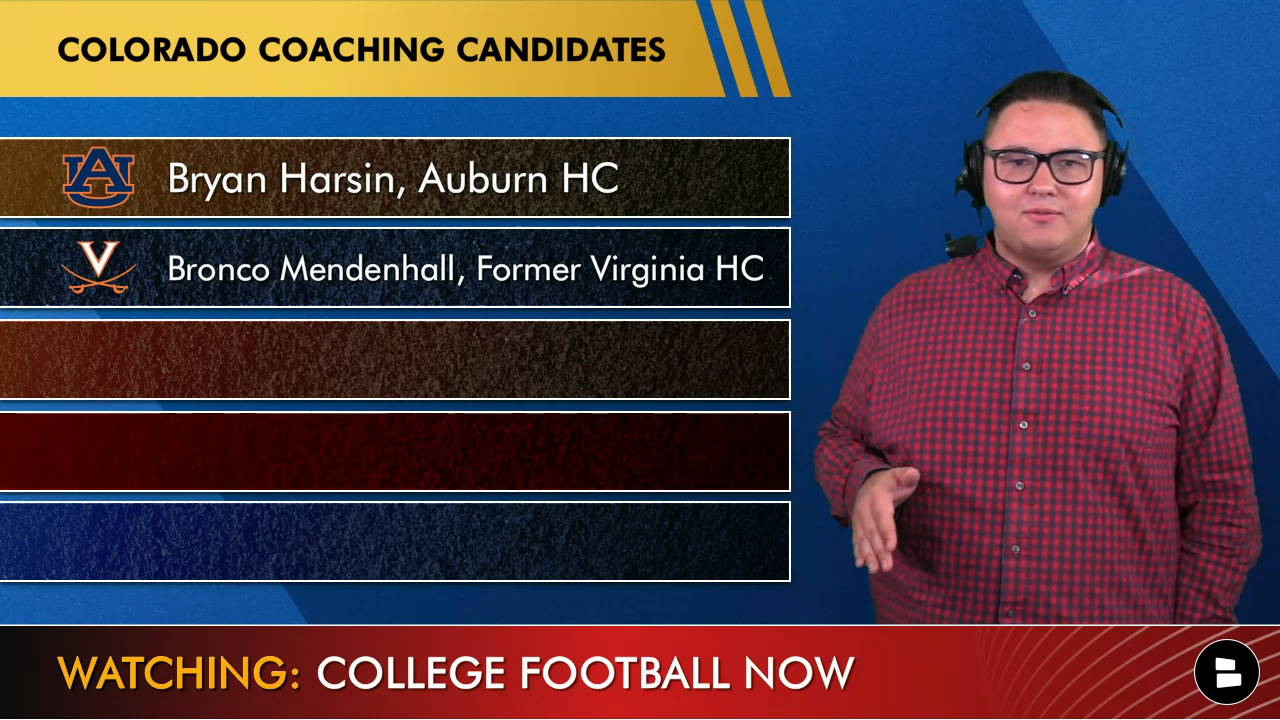 COLORADO COACHING CANDIDATES
Bryan Harsin, Auburn HC
Bronco Mendenhall, Former Virginia HC
WATCHING: COLLEGE FOOTBALL NOW